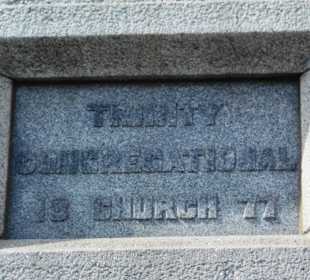 TRINITY
CONGREGATIONAL
18 CHURCH 77